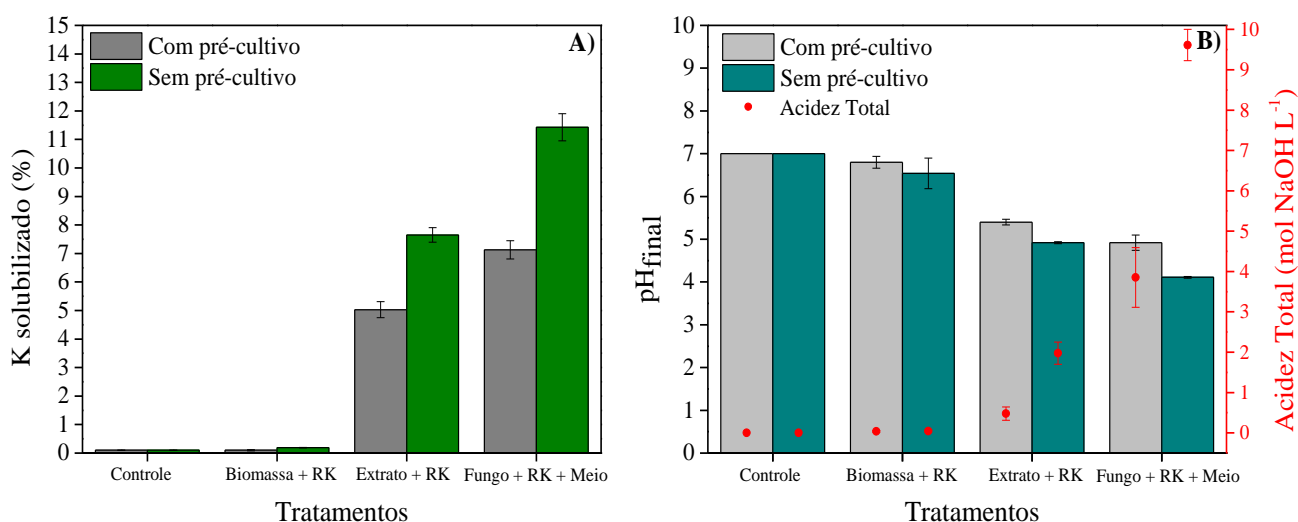 A)
Com pré-cultivo
Sem pré-cultivo
K solubilizado (%)
15
14
13
12
11
10
9
8
7
6
5
4
3
2
1
0
Controle
Biomassa + RK
Extrato + RK
Fungo + RK + Meio
Tratamentos
B)
Com pré-cultivo
Sem pré-cultivo
Acidez Total
pHfinal
10
9
8
7
6
5
4
3
2
1
0
Controle
Biomassa + RK
Extrato + RK
Fungo + RK + Meio
Tratamentos
10
9
8
7
6
5
4
3
2
1
0
Acidez Total (mol NaOH L-1)